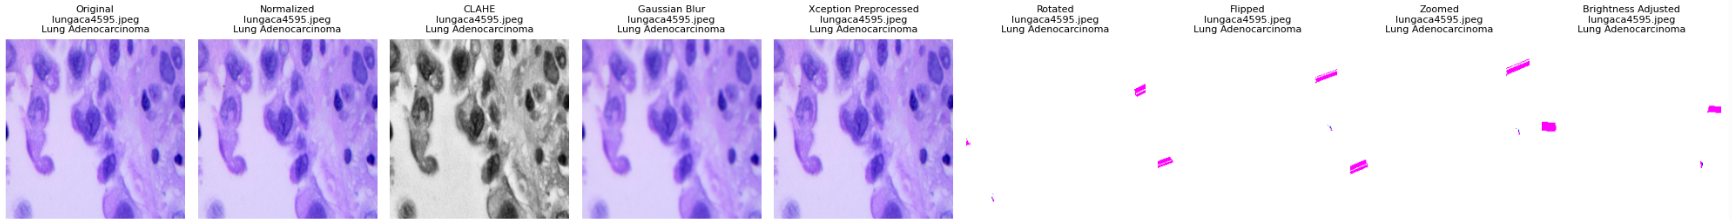 Original
lungaca4595.jpeg
Lung Adenocarcinoma
Normalized
lungaca4595.jpeg
Lung Adenocarcinoma
CLAHE
lungaca4595.jpeg
Lung Adenocarcinoma
Gaussian Blur
lungaca4595.jpeg
Lung Adenocarcinoma
Xception Preprocessed
lungaca4595.jpeg
Lung Adenocarcinoma
Rotated
lungaca4595.jpeg
Lung Adenocarcinoma
Flipped
lungaca4595.jpeg
Lung Adenocarcinoma
Zoomed
lungaca4595.jpeg
Lung Adenocarcinoma
Brightness Adjusted
lungaca4595.jpeg
Lung Adenocarcinoma